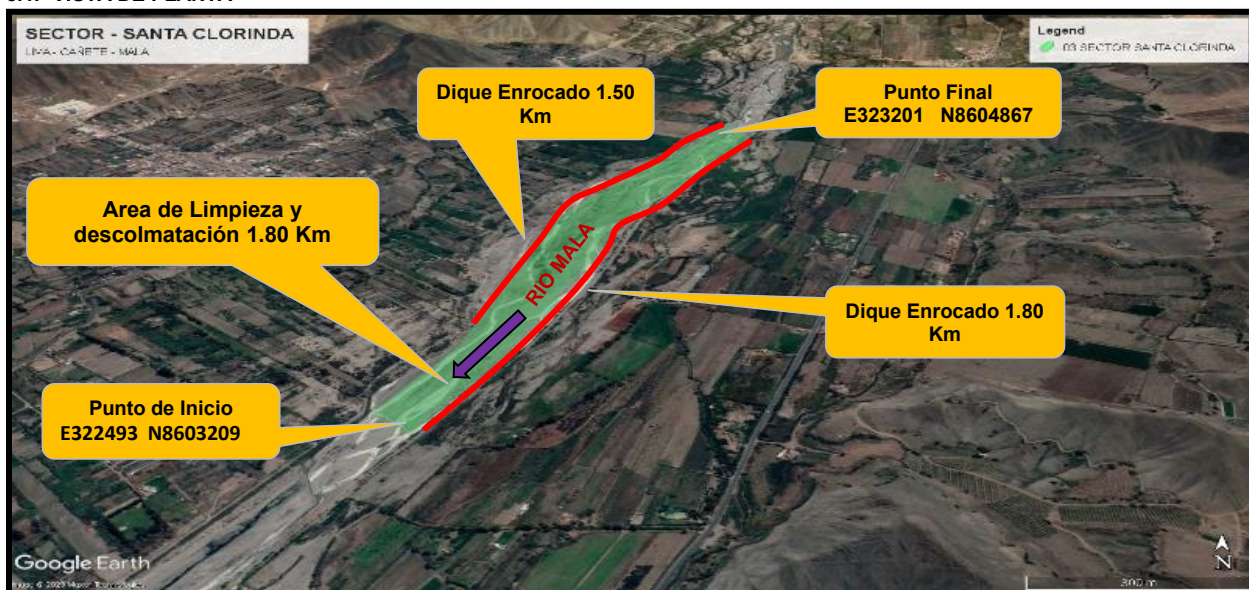 SECTOR - SANTA CLORINDA
LIMA - CAÑETE - MALA
Legend
03 SECTOR SANTA CLORINDA
Dique Enrocado 1.50
Km
Punto Final
E323201 N8604867
Area de Limpieza y
descolmatación 1.80 Km
RIO MALA
Dique Enrocado 1.80
Km
Punto de Inicio
E322493 N8603209
Google Earth
N
300 m